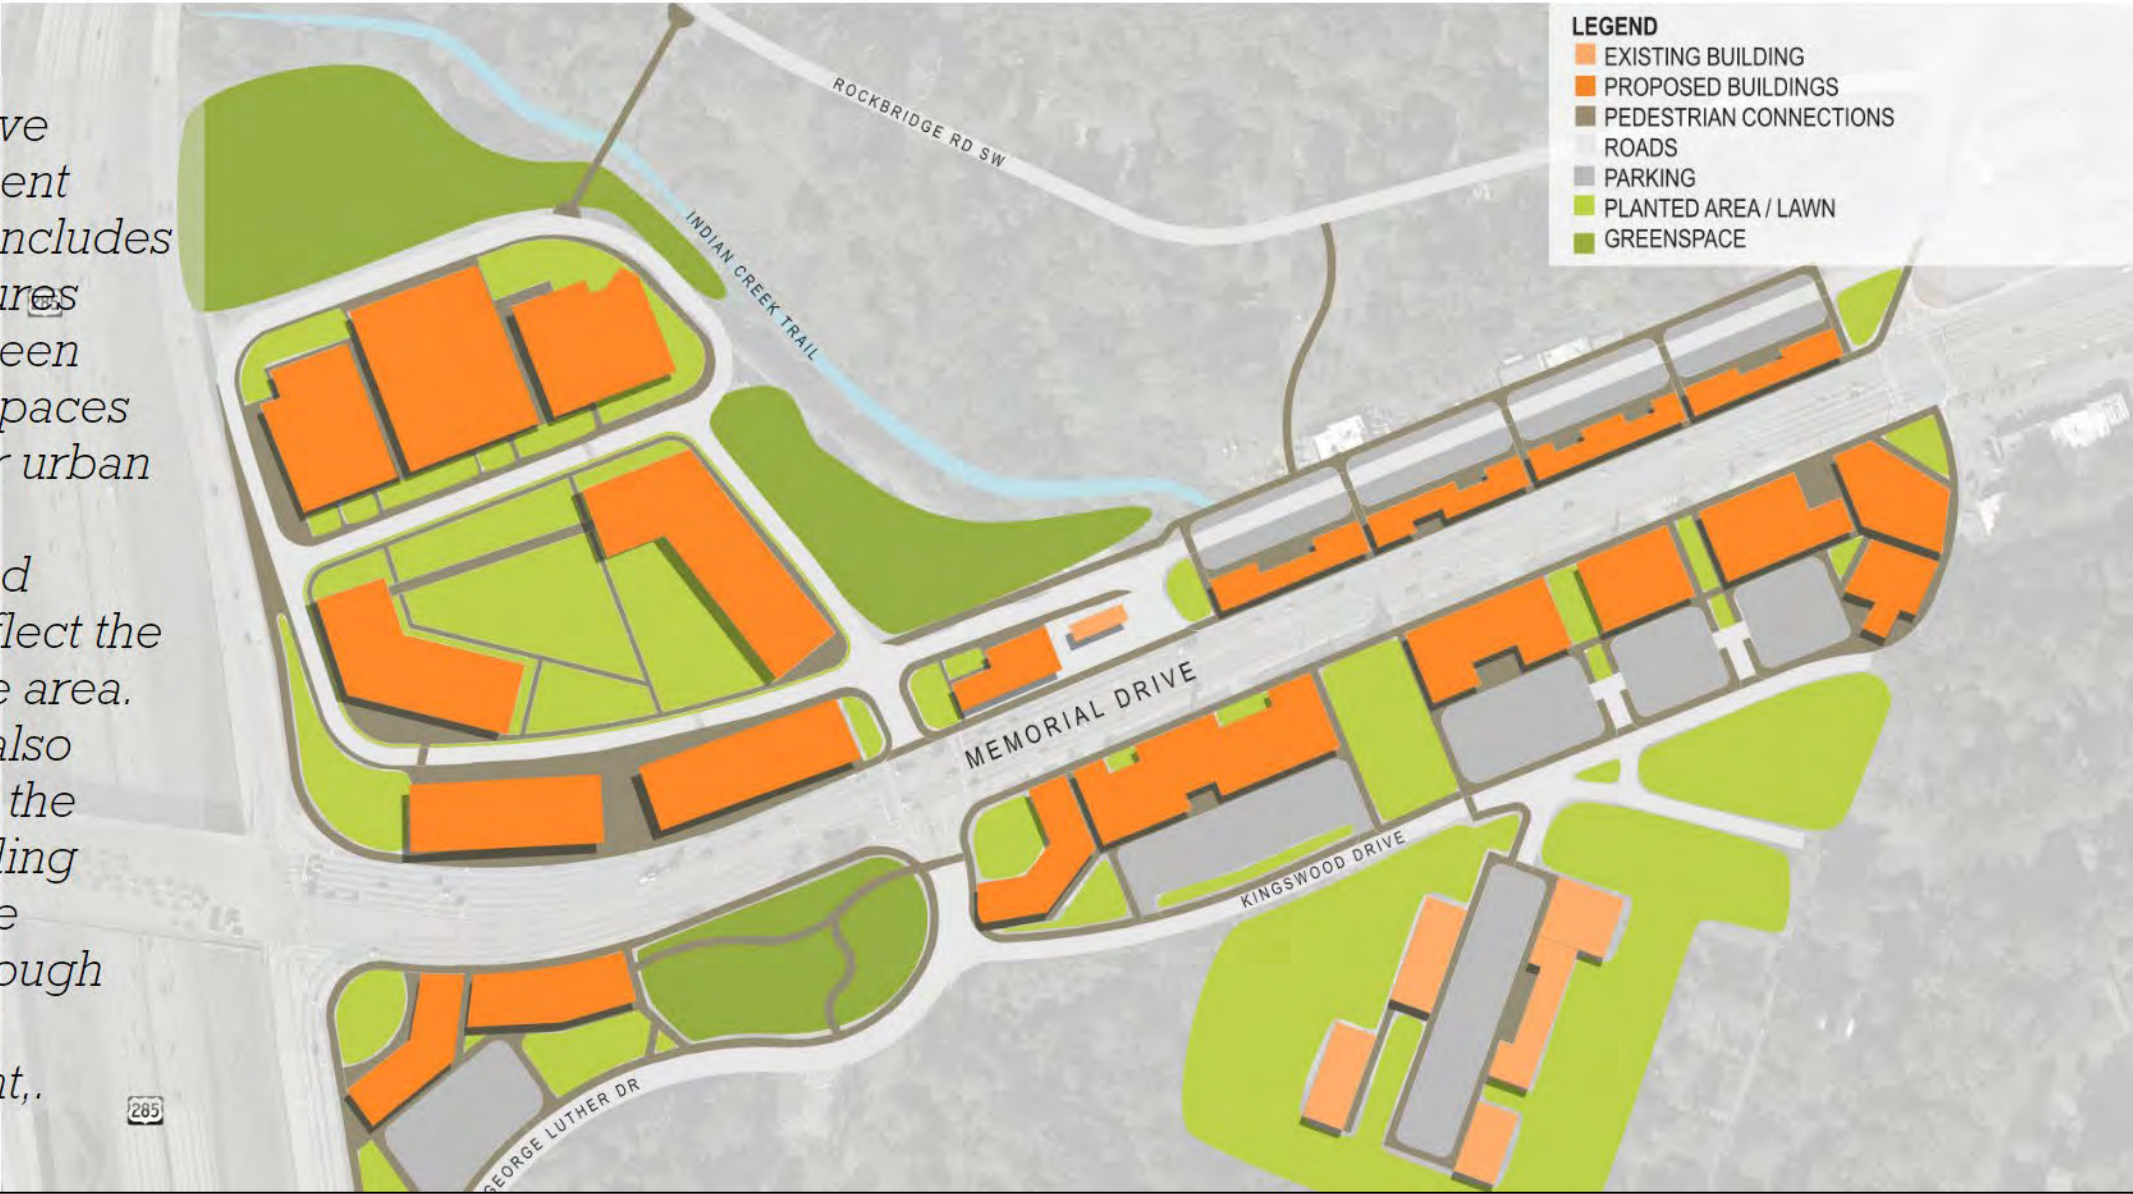 ve
ent
ncludes
ures
een
paces
r urban
d
flect the
e area.
also
the
ling
e
ough
nt,.
285
285
ROCKBRIDGE RD SW
INDIAN CREEK TRAIL
MEMORIAL DRIVE
KINGSWOOD DRIVE
GEORGE LUTHER DR
LEGEND
EXISTING BUILDING
PROPOSED BUILDINGS
PEDESTRIAN CONNECTIONS
ROADS
PARKING
PLANTED AREA / LAWN
GREENSPACE